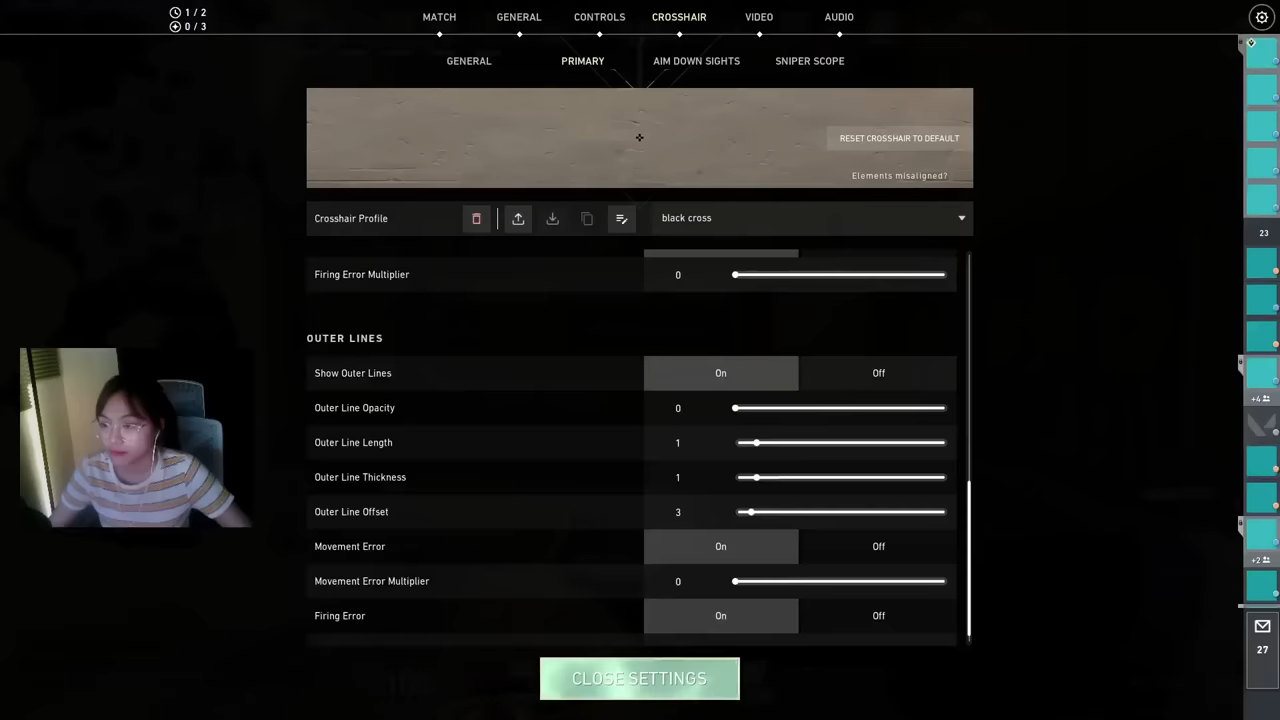 1 / 2
0 / 3
MATCH
GENERAL
CONTROLS
CROSSHAIR
VIDEO
AUDIO
GENERAL
PRIMARY
AIM DOWN SIGHTS
SNIPER SCOPE
RESET CROSSHAIR TO DEFAULT
Elements misaligned?
Crosshair Profile
black cross
23
Firing Error Multiplier
0
OUTER LINES
Show Outer Lines
On
Off
Outer Line Opacity
0
+4
Outer Line Length
1
Outer Line Thickness
1
Outer Line Offset
3
Movement Error
On
Off
+2
Movement Error Multiplier
0
Firing Error
On
Off
27
CLOSE SETTINGS